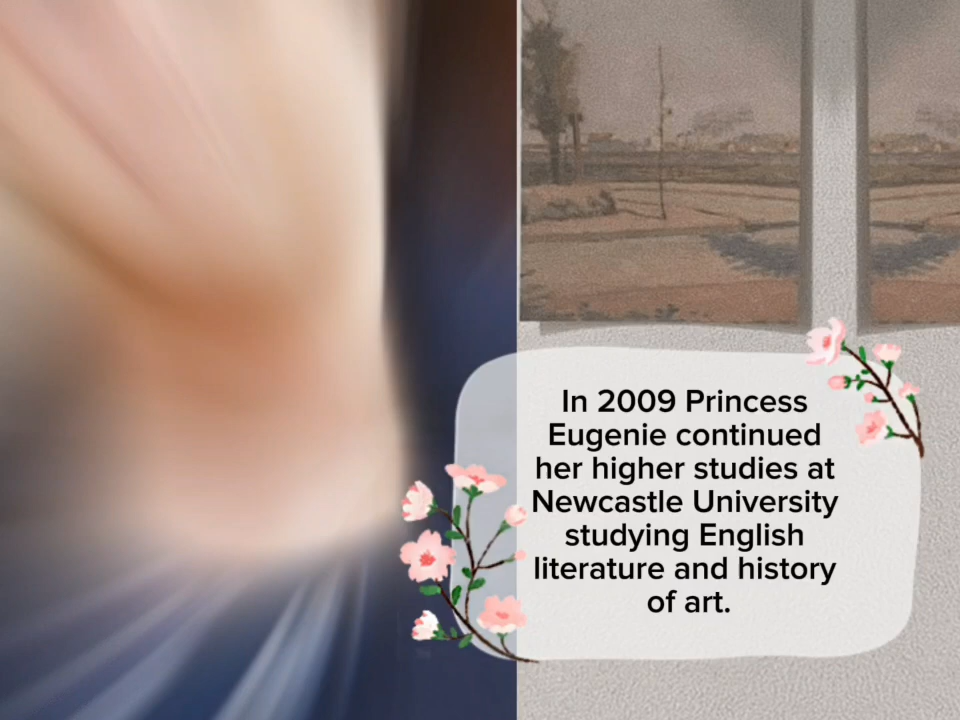 In 2009 Princess
Eugenie continued
her higher studies at
Newcastle University
studying English
literature and history
of art.